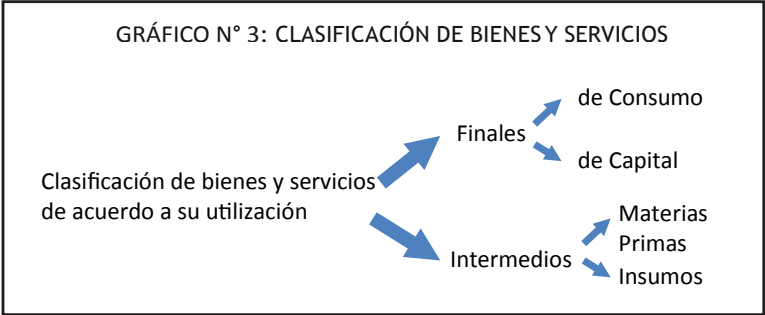 GRÁFICO N° 3: CLASIFICACIÓN DE BIENES Y SERVICIOS
de Consumo
Finales
de Capital
Clasificación de bienes y servicios
de acuerdo a su utilización
Materias
Primas
Intermedios
Insumos